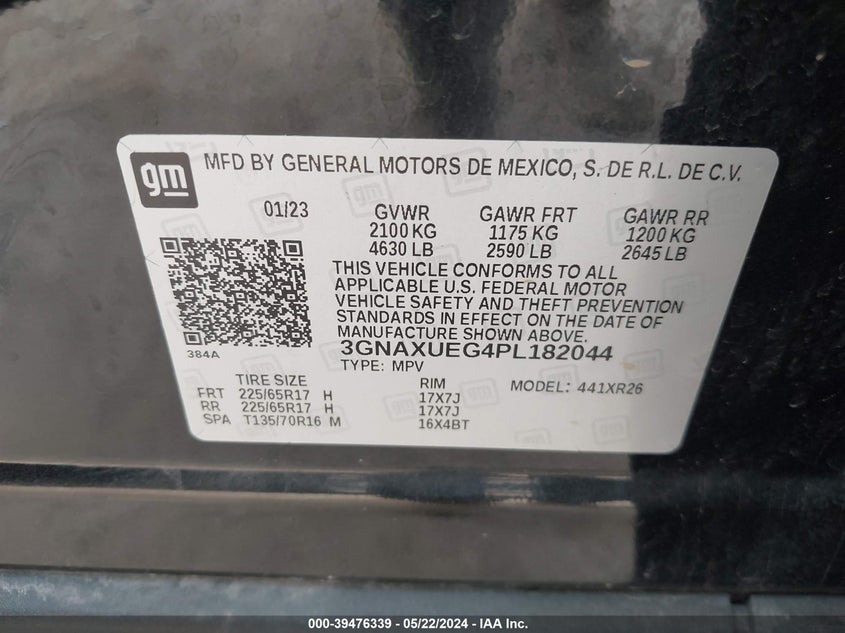 gm
MFD BY GENERAL MOTORS DE MEXICO, S. DE R.L. DE C.V.
01/23 GVWR GAWR FRT GAWR RR
2100 KG 1175 KG 1200 KG
4630 LB 2590 LB 2645 LB
THIS VEHICLE CONFORMS TO ALL
APPLICABLE U.S. FEDERAL MOTOR
VEHICLE SAFETY AND THEFT PREVENTION
STANDARDS IN EFFECT ON THE DATE OF
MANUFACTURE SHOWN ABOVE.
384A
3GNAXUEG4PL182044
TYPE: MPV
TIRE SIZE RIM MODEL: 441XR26
FRT 225/65R17 H 17X7J
RR 225/65R17 H 17X7J
SPA T135/70R16 M 16X4BT
000-39476339 - 05/22/2024 - IAA Inc.